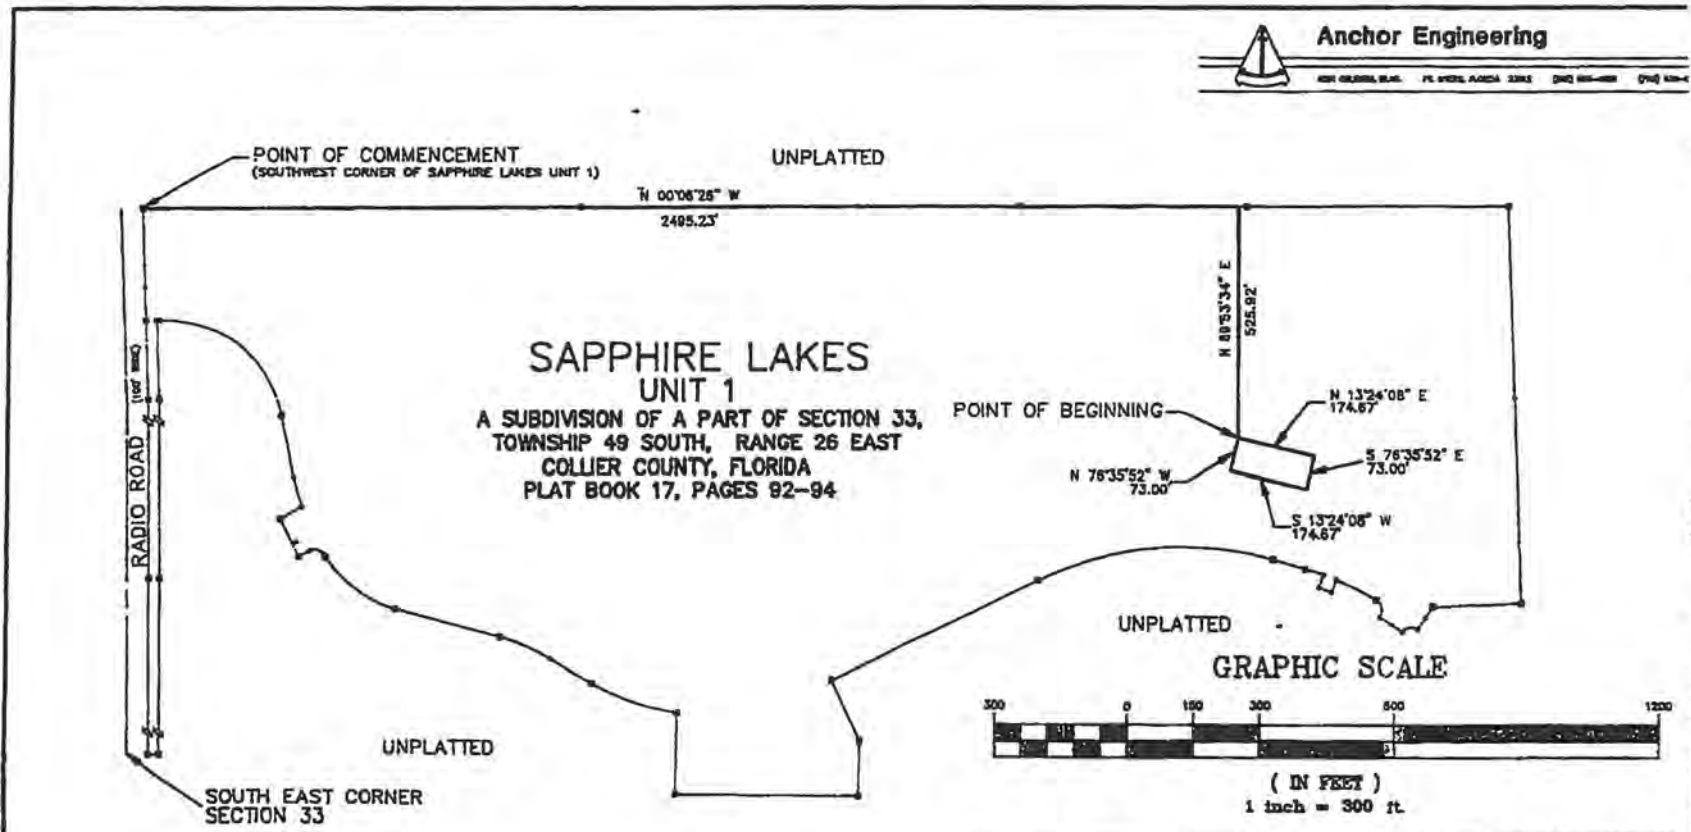 Anchor Engineering
POINT OF COMMENCEMENT
(SOUTHWEST CORNER OF SAPPHIRE LAKES UNIT 1)
UNPLATTED
N 00°06'26" W
2495.23'
N 89°53'34" E
525.92'
RADIO ROAD
(100' WIDE)
SAPPHIRE LAKES
UNIT 1
A SUBDIVISION OF A PART OF SECTION 33,
TOWNSHIP 49 SOUTH, RANGE 26 EAST
COLLIER COUNTY, FLORIDA
PLAT BOOK 17, PAGES 92-94
POINT OF BEGINNING
N 13°24'08" E
174.67'
S 76°35'52" E
73.00'
N 76°35'52" W
73.00'
S 13°24'08" W
174.67'
UNPLATTED
GRAPHIC SCALE
300 0 150 300 600 1200
( IN FEET )
1 inch = 300 ft.
UNPLATTED
SOUTH EAST CORNER
SECTION 33